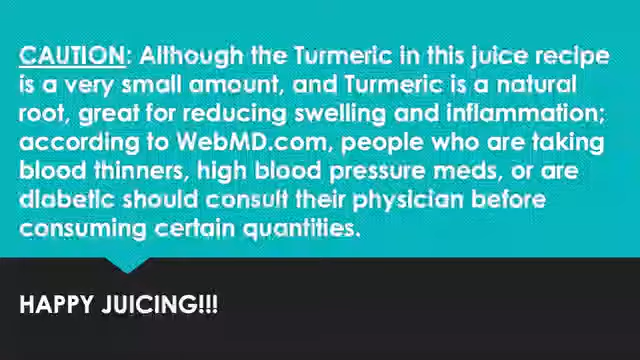 CAUTION: Although the Turmeric in this juice recipe
is a very small amount, and Turmeric is a natural
root, great for reducing swelling and inflammation;
according to WebMD.com, people who are taking
blood thinners, high blood pressure meds, or are
diabetic should consult their physician before
consuming certain quantities.
HAPPY JUICING!!!